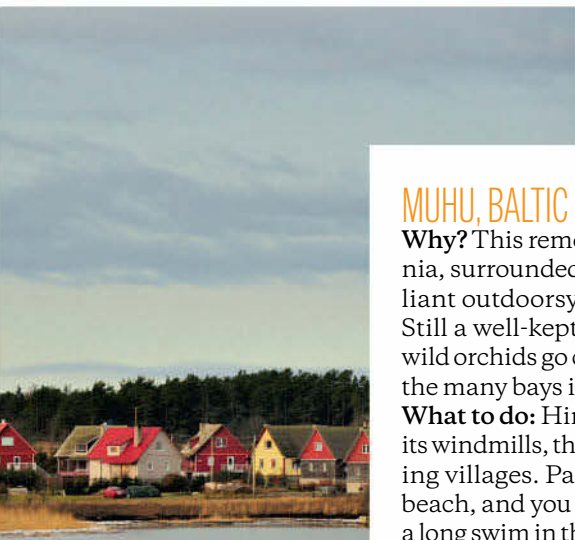 MUHU, BALTIC
Why? This remo
nia, surrounded
liant outdoorsy
Still a well-kept
wild orchids go
the many bays i
What to do: Hir
its windmills, th
ing villages. Pa
beach, and you
a long swim in th